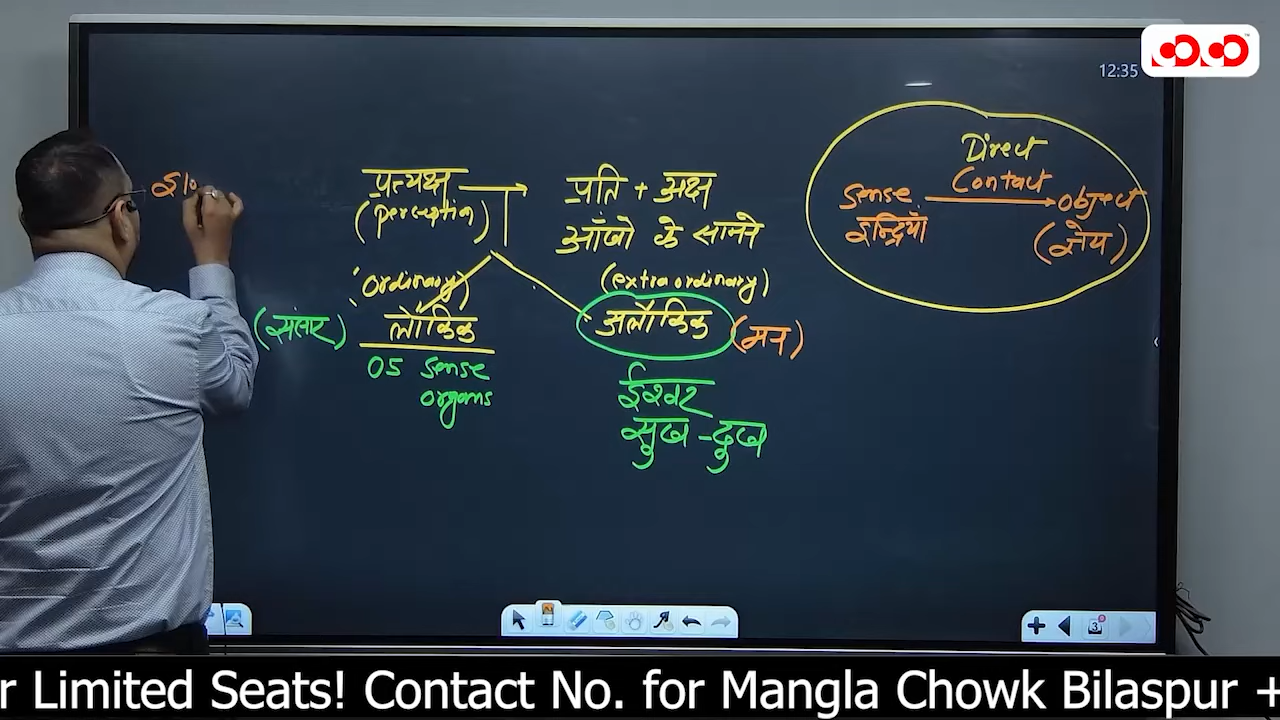 12:35
प्रत्यक्ष
(perception)
प्रति + अक्ष
आँखो के सामने
(ordinary)
लौकिक
(संसार)
05 sense
organs
(extraordinary)
अलौकिक
(मन)
ईश्वर
सुख - दुख
Direct
Contact
sense
object
इन्द्रियाँ
(ज्ञेय)
3
r Limited Seats! Contact No. for Mangla Chowk Bilaspur +